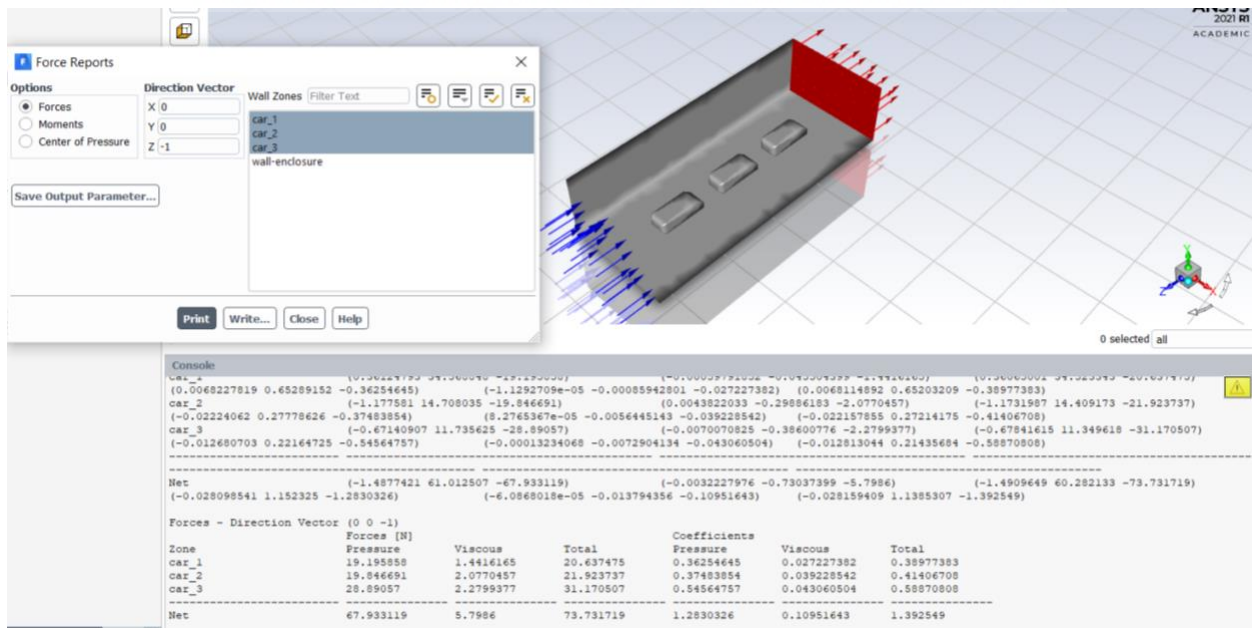 ANSYS
2021 R1
ACADEMIC
Force Reports
Options
Forces
Moments
Center of Pressure
Direction Vector
X 0
Y 0
Z -1
Wall Zones Filter Text
car_1
car_2
car_3
wall-enclosure
Save Output Parameter...
Print Write... Close Help
Y
Z X
0 selected all
Console
(0.0068227819 0.65289152 -0.36254645) (-1.1292709e-05 -0.00085942801 -0.027227382) (0.0068114892 0.65203209 -0.38977383)
car_2 (-1.177581 14.708035 -19.846691) (0.0043822033 -0.29886183 -2.0770457) (-1.1731987 14.409173 -21.923737)
(-0.02224062 0.27778626 -0.37483854) (8.2765367e-05 -0.0056445143 -0.039228542) (-0.022157855 0.27214175 -0.41406708)
car_3 (-0.67140907 11.735625 -28.89057) (-0.0070070825 -0.38600776 -2.2799377) (-0.67841615 11.349618 -31.170507)
(-0.012680703 0.22164725 -0.54564757) (-0.00013234068 -0.0072904134 -0.043060504) (-0.012813044 0.21435684 -0.58870808)
Net (-1.4877421 61.012507 -67.933119) (-0.0032227976 -0.73037399 -5.7986) (-1.4909649 60.282133 -73.731719)
(-0.028098541 1.152325 -1.2830326) (-6.0868018e-05 -0.013794356 -0.10951643) (-0.028159409 1.1385307 -1.392549)
Forces - Direction Vector (0 0 -1)
Forces [N] Coefficients
Zone Pressure Viscous Total Pressure Viscous Total
car_1 19.195858 1.4416165 20.637475 0.36254645 0.027227382 0.38977383
car_2 19.846691 2.0770457 21.923737 0.37483854 0.039228542 0.41406708
car_3 28.89057 2.2799377 31.170507 0.54564757 0.043060504 0.58870808
Net 67.933119 5.7986 73.731719 1.2830326 0.10951643 1.392549